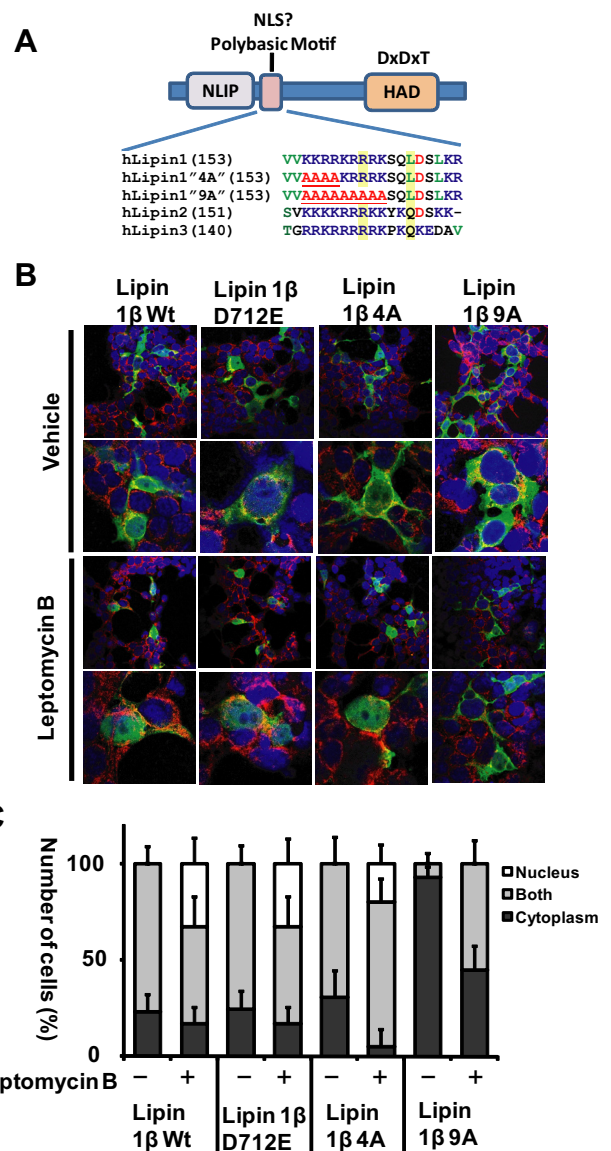 A
NLS?
Polybasic Motif
DxDxT
NLIP
HAD
hLipin1 (153) VVKKRRKRRRKSQLDSLKR
hLipin1"4A"(153) VVAAAAKRRRKSQLDSLKR
hLipin1"9A"(153) VVAAAAAAAAASQLDSLKR
hLipin2 (151) SVKKKKRRRKKYKQDSKK-
hLipin3 (140) TGRRKRRRRRKPKQKEDAV
B
Lipin 1β Wt
Lipin 1β D712E
Lipin 1β 4A
Lipin 1β 9A
Vehicle
Leptomycin B
C
Number of cells (%)
100
50
0
Nucleus
Both
Cytoplasm
ptomycin B − + − + − + − +
Lipin 1β Wt
Lipin 1β D712E
Lipin 1β 4A
Lipin 1β 9A